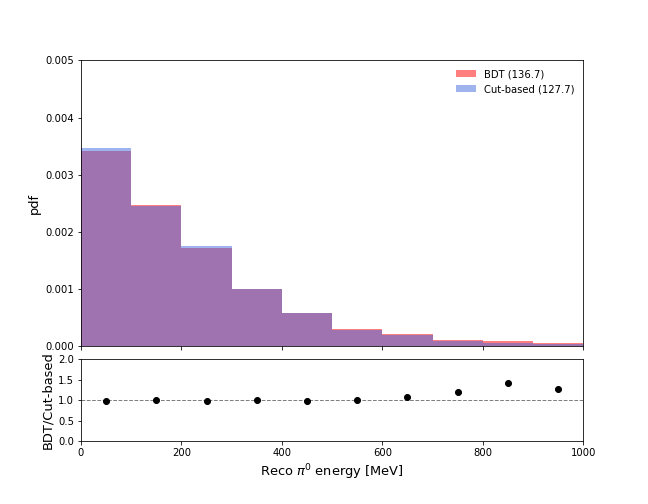 0.005
0.004
0.003
0.002
0.001
0.000
pdf
BDT (136.7)
Cut-based (127.7)
2.0
1.5
1.0
0.5
0.0
BDT/Cut-based
0 200 400 600 800 1000
Reco π⁰ energy [MeV]